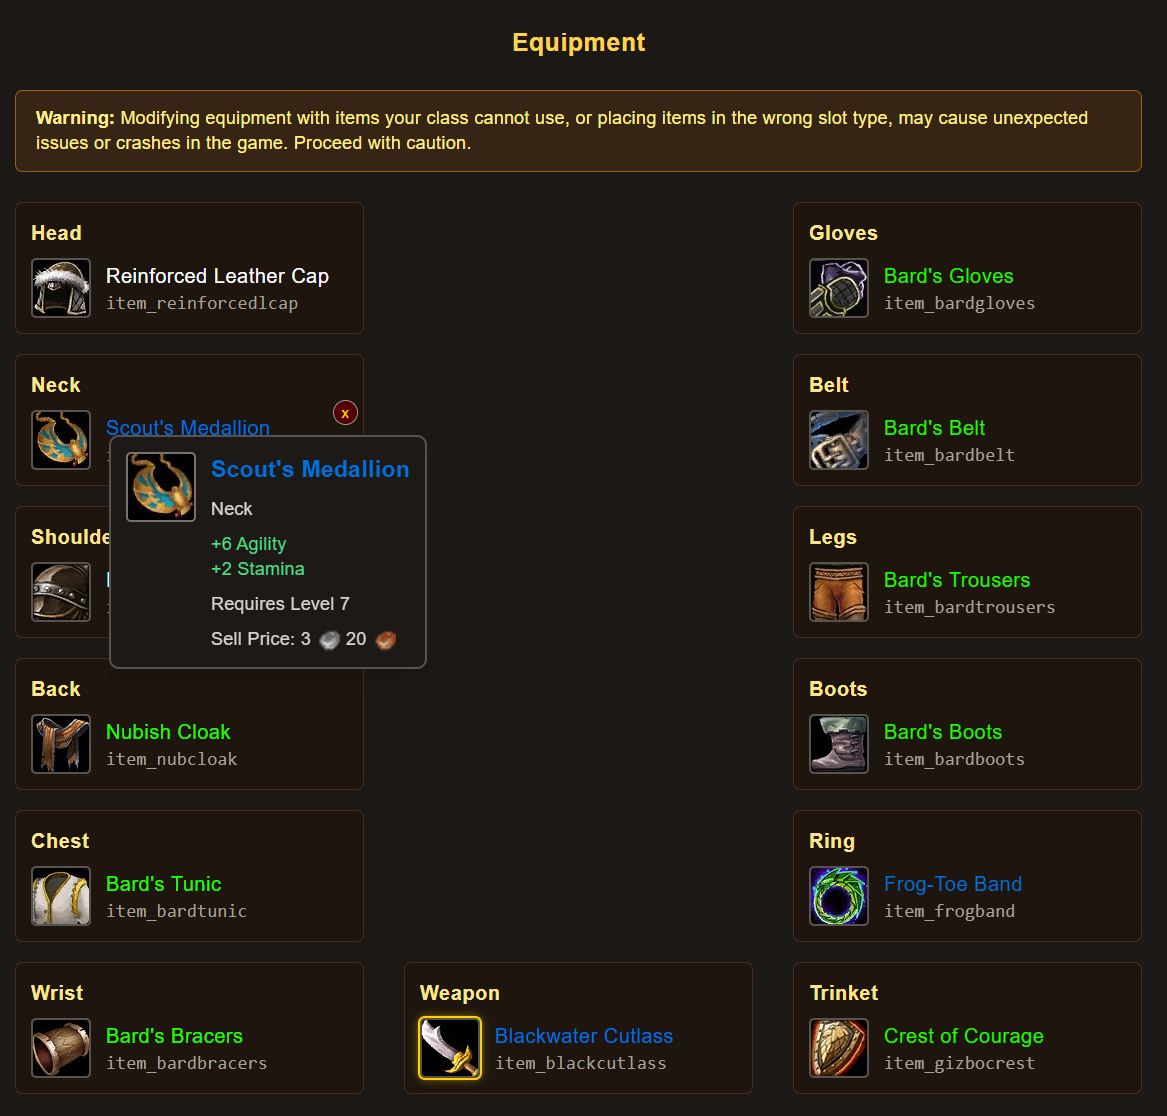 Equipment
Warning: Modifying equipment with items your class cannot use, or placing items in the wrong slot type, may cause unexpected
issues or crashes in the game. Proceed with caution.
Head
Reinforced Leather Cap
item_reinforcedlcap
Gloves
Bard's Gloves
item_bardgloves
Neck
x
Scout's Medallion
Belt
Bard's Belt
item_bardbelt
Scout's Medallion
Neck
+6 Agility
+2 Stamina
Requires Level 7
Sell Price: 3 20
Legs
Bard's Trousers
item_bardtrousers
Back
Nubish Cloak
item_nubcloak
Boots
Bard's Boots
item_bardboots
Chest
Bard's Tunic
item_bardtunic
Ring
Frog-Toe Band
item_frogband
Wrist
Bard's Bracers
item_bardbracers
Weapon
Blackwater Cutlass
item_blackcutlass
Trinket
Crest of Courage
item_gizbocrest